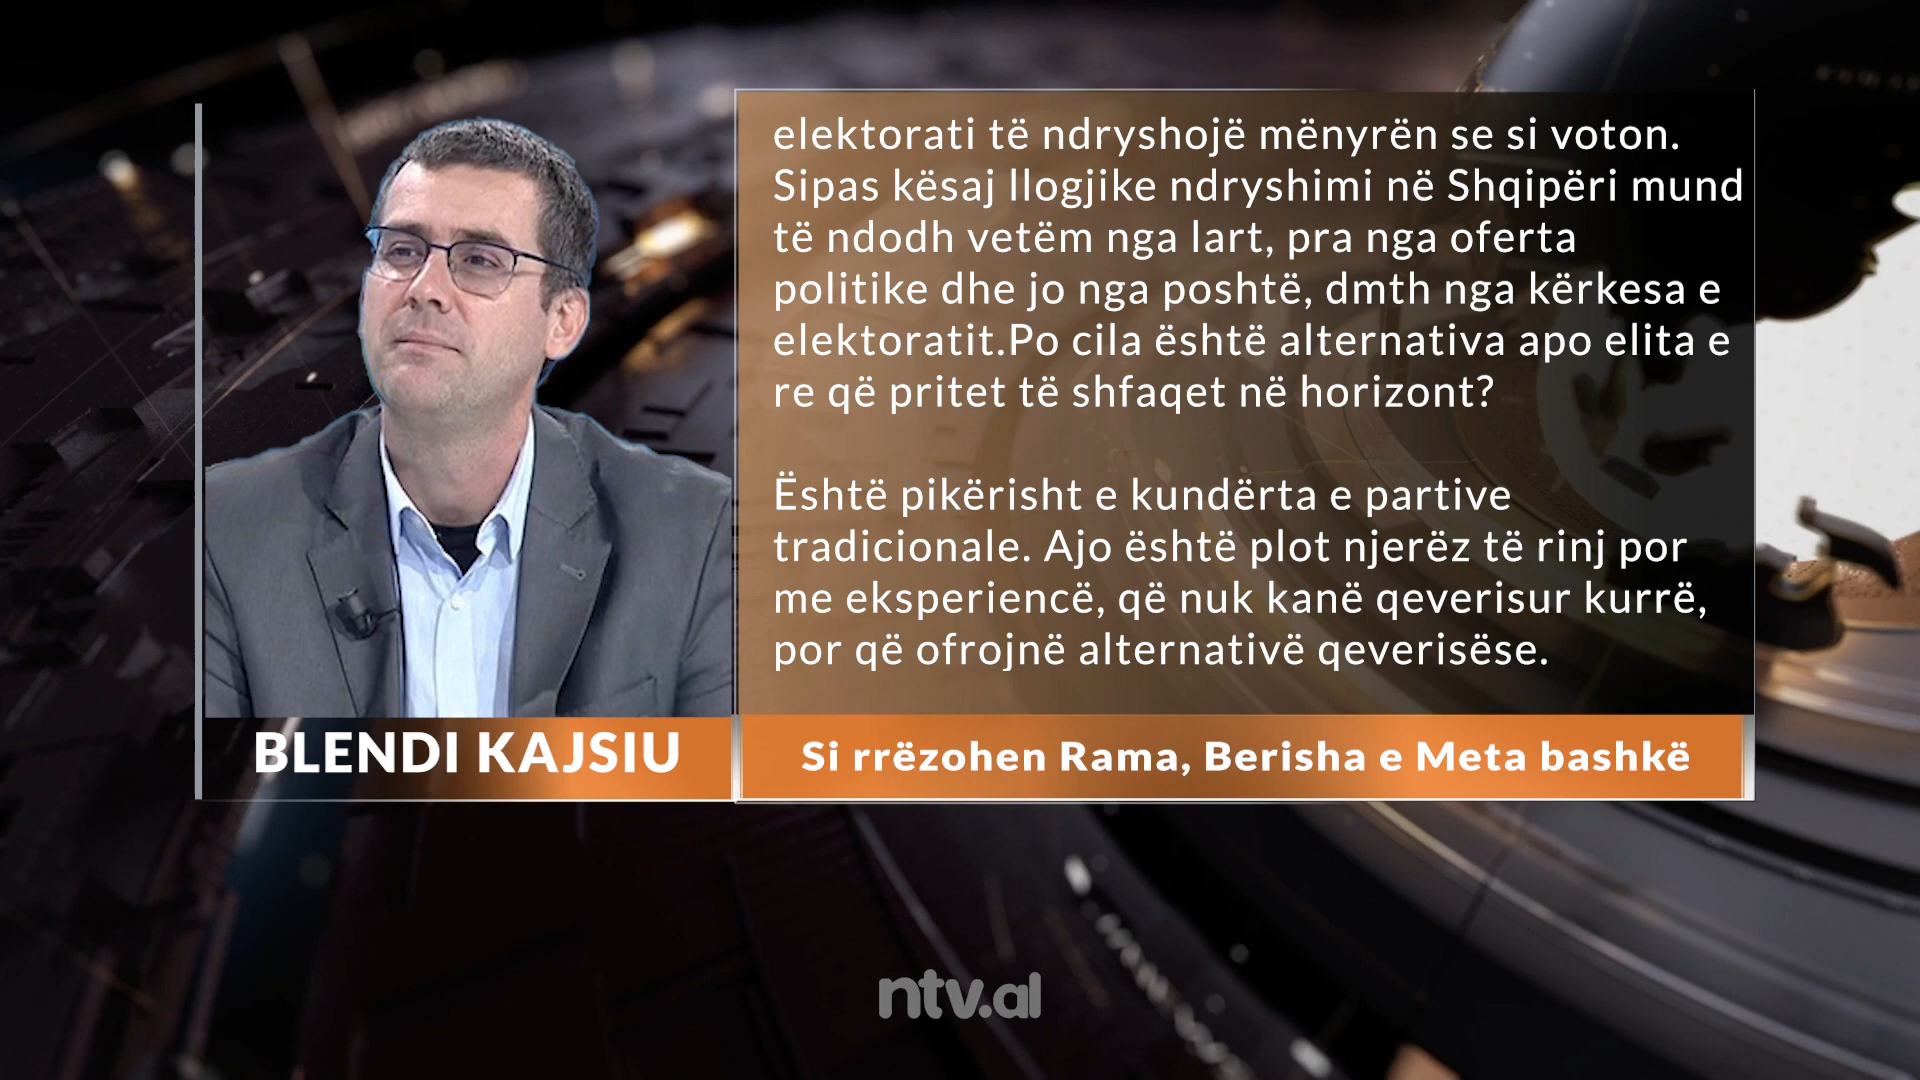 elektorati të ndryshojë mënyrën se si voton.
Sipas kësaj llogjike ndryshimi në Shqipëri mund
të ndodh vetëm nga lart, pra nga oferta
politike dhe jo nga poshtë, dmth nga kërkesa e
elektoratit.Po cila është alternativa apo elita e
re që pritet të shfaqet në horizont?
Është pikërisht e kundërta e partive
tradicionale. Ajo është plot njerëz të rinj por
me eksperiencë, që nuk kanë qeverisur kurrë,
por që ofrojnë alternativë qeverisëse.
BLENDI KAJSIU
Si rrëzohen Rama, Berisha e Meta bashkë
ntv.al